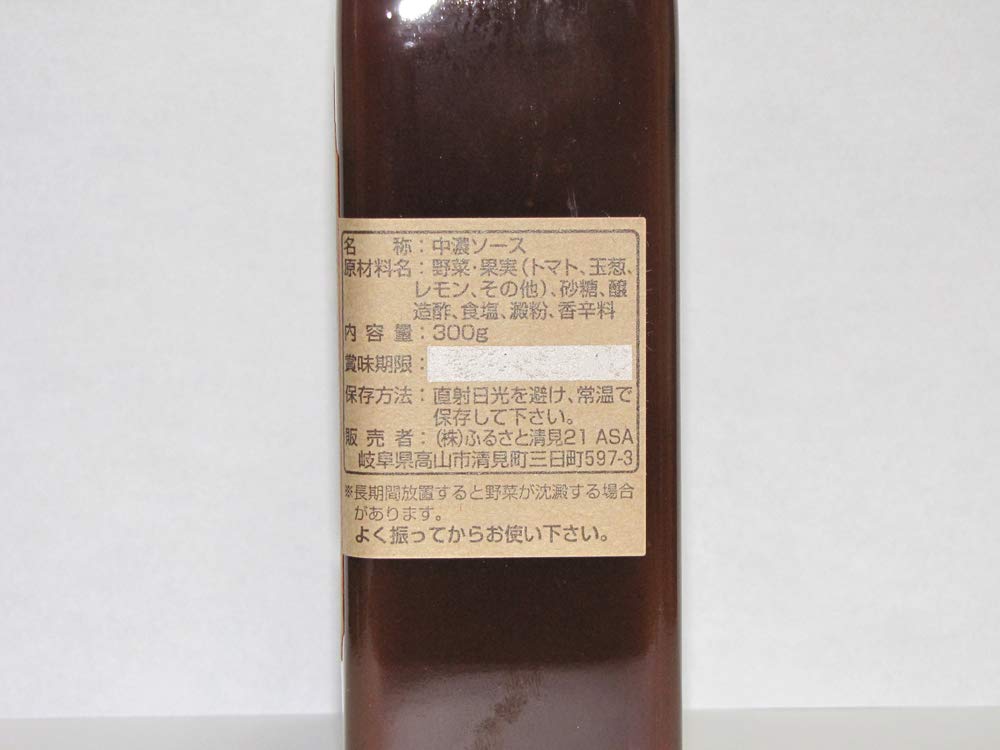 名　　称：中濃ソース
原材料名：野菜・果実（トマト、玉葱、
レモン、その他）、砂糖、醸
造酢、食塩、澱粉、香辛料
内 容 量：300g
賞味期限：
保存方法：直射日光を避け、常温で
保存して下さい。
販 売 者：(株)ふるさと清見21 ASA
岐阜県高山市清見町三日町597-3
※長期間放置すると野菜が沈澱する場合
があります。
よく振ってからお使い下さい。